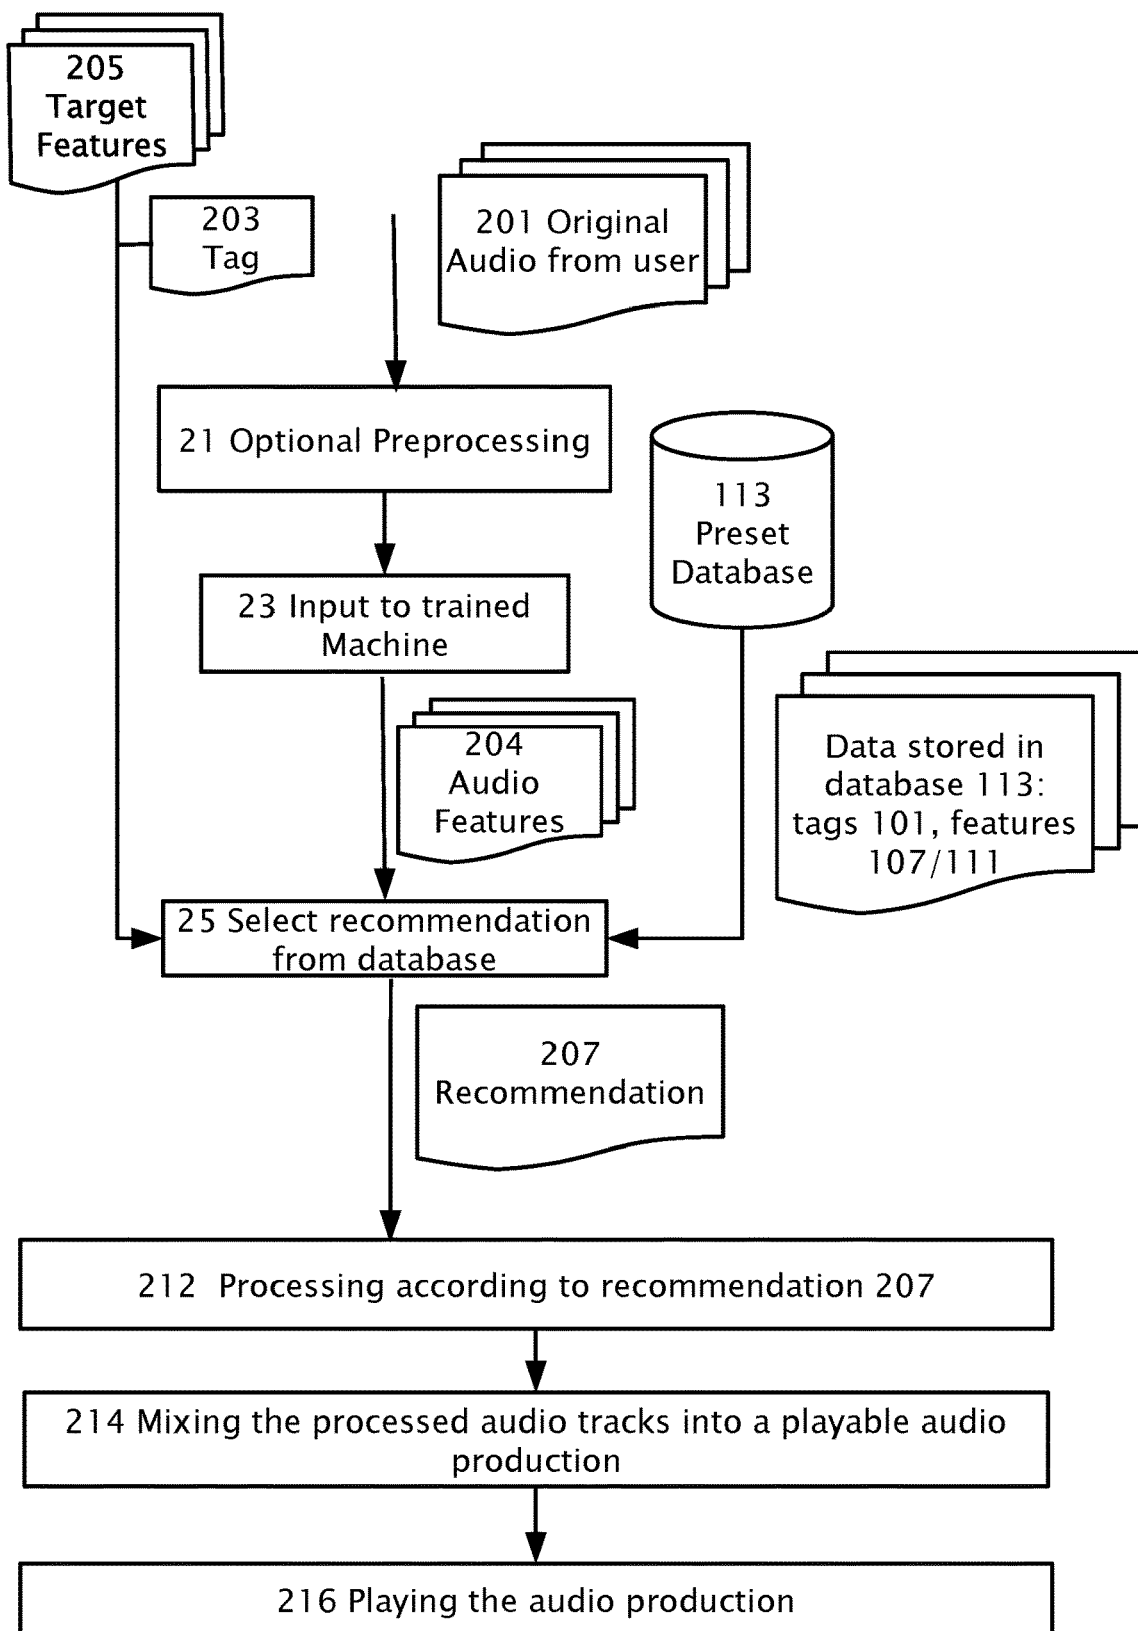 205
Target
Features
203
Tag
201 Original
Audio from user
21 Optional Preprocessing
113
Preset
Database
23 Input to trained
Machine
204
Audio
Features
Data stored in
database 113:
tags 101, features
107/111
25 Select recommendation
from database
207
Recommendation
212 Processing according to recommendation 207
214 Mixing the processed audio tracks into a playable audio
production
216 Playing the audio production